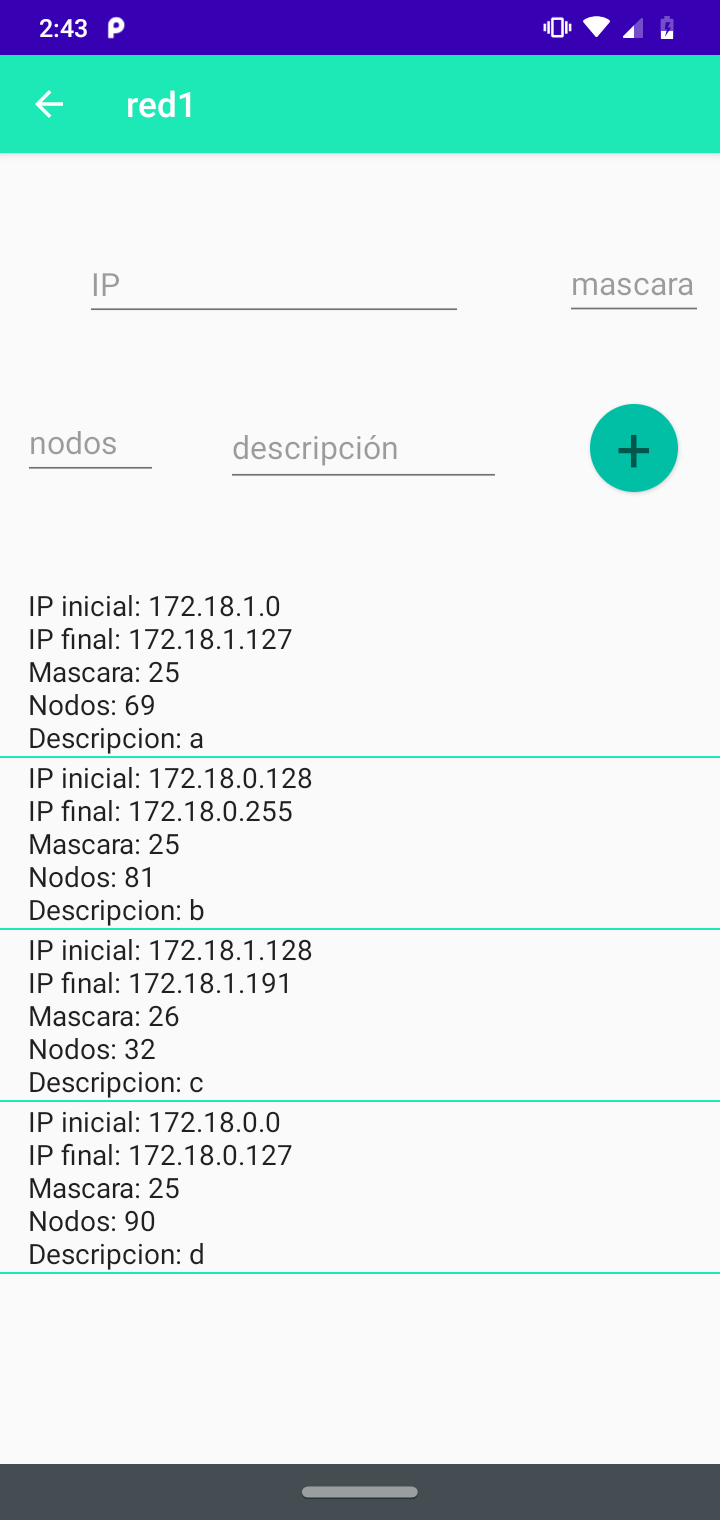 2:43
red1
IP
mascara
nodos
descripción
+
IP inicial: 172.18.1.0
IP final: 172.18.1.127
Mascara: 25
Nodos: 69
Descripcion: a
IP inicial: 172.18.0.128
IP final: 172.18.0.255
Mascara: 25
Nodos: 81
Descripcion: b
IP inicial: 172.18.1.128
IP final: 172.18.1.191
Mascara: 26
Nodos: 32
Descripcion: c
IP inicial: 172.18.0.0
IP final: 172.18.0.127
Mascara: 25
Nodos: 90
Descripcion: d